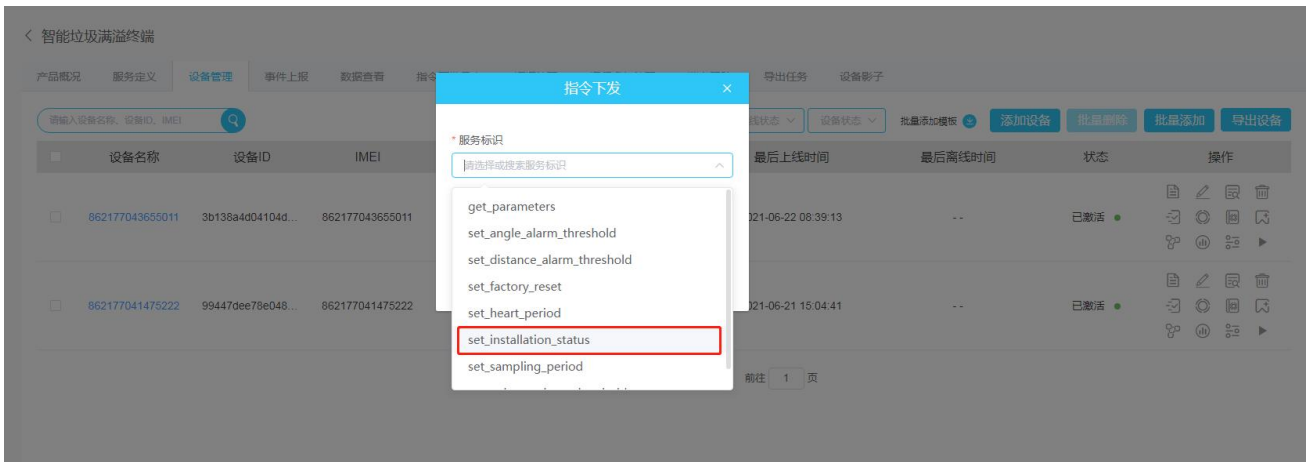 智能垃圾满溢终端
产品概况 服务定义 设备管理 事件上报 数据查看 导出任务 设备影子
指令下发
请输入设备名称、设备ID、IMEI
线状态 设备状态 批量添加模板 添加设备 批量删除 批量添加 导出设备
* 服务标识
请选择或搜索服务标识
设备名称 设备ID IMEI 最后上线时间 最后离线时间 状态 操作
get_parameters
set_angle_alarm_threshold
set_distance_alarm_threshold
set_factory_reset
set_heart_period
set_installation_status
set_sampling_period
862177043655011 3b138a4d04104d... 862177043655011 021-06-22 08:39:13 - - 已激活
862177041475222 99447dee78e048... 862177041475222 021-06-21 15:04:41 - - 已激活
前往 1 页